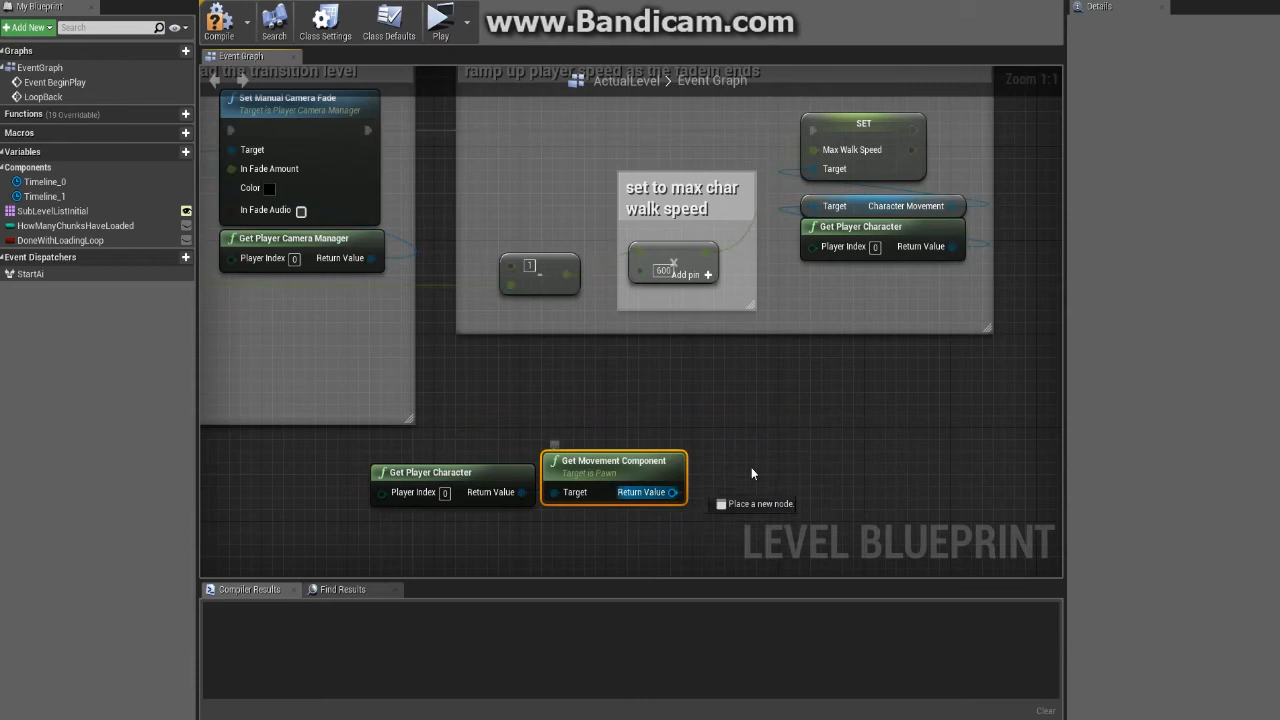 www.Bandicam.com
My Blueprint
Add New
Search
Graphs
EventGraph
Event BeginPlay
LoopBack
Functions (19 Overridable)
Macros
Variables
Components
Timeline_0
Timeline_1
SubLevelListInitial
HowManyChunksHaveLoaded
DoneWithLoadingLoop
Event Dispatchers
StartAi
Compile
Search
Class Settings
Class Defaults
Play
Event Graph
ad the transition level
ramp up player speed as the fadein ends
ActualLevel > Event Graph
Zoom 1:1
Set Manual Camera Fade
Target is Player Camera Manager
Target
In Fade Amount
Color
In Fade Audio
Get Player Camera Manager
Player Index 0 Return Value
1
-
set to max char
walk speed
600
Add pin +
SET
Max Walk Speed
Target
Target Character Movement
Get Player Character
Player Index 0 Return Value
Get Player Character
Player Index 0 Return Value
Get Movement Component
Target is Pawn
Target Return Value
Place a new node.
LEVEL BLUEPRINT
Compiler Results
Find Results
Clear
Details